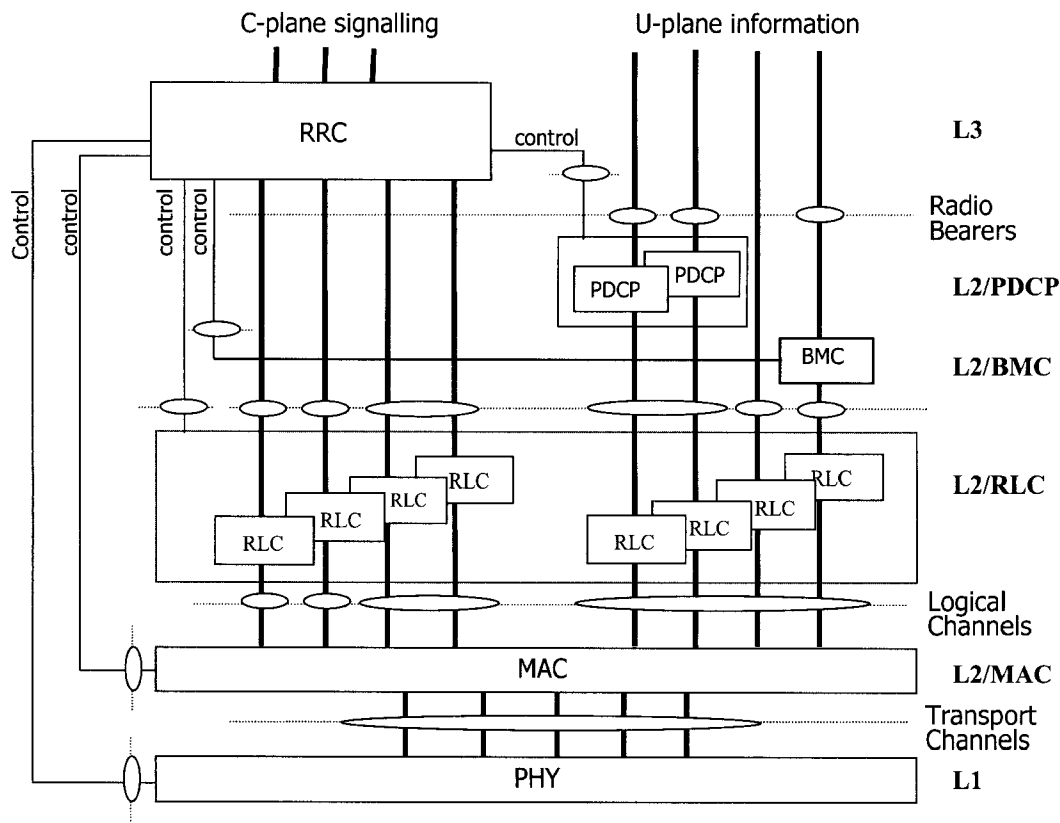 C-plane signalling
U-plane information
RRC
control
L3
Control
control
control
control
Radio
Bearers
PDCP
PDCP
L2/PDCP
BMC
L2/BMC
RLC
RLC
RLC
RLC
RLC
RLC
RLC
RLC
L2/RLC
Logical
Channels
MAC
L2/MAC
Transport
Channels
PHY
L1